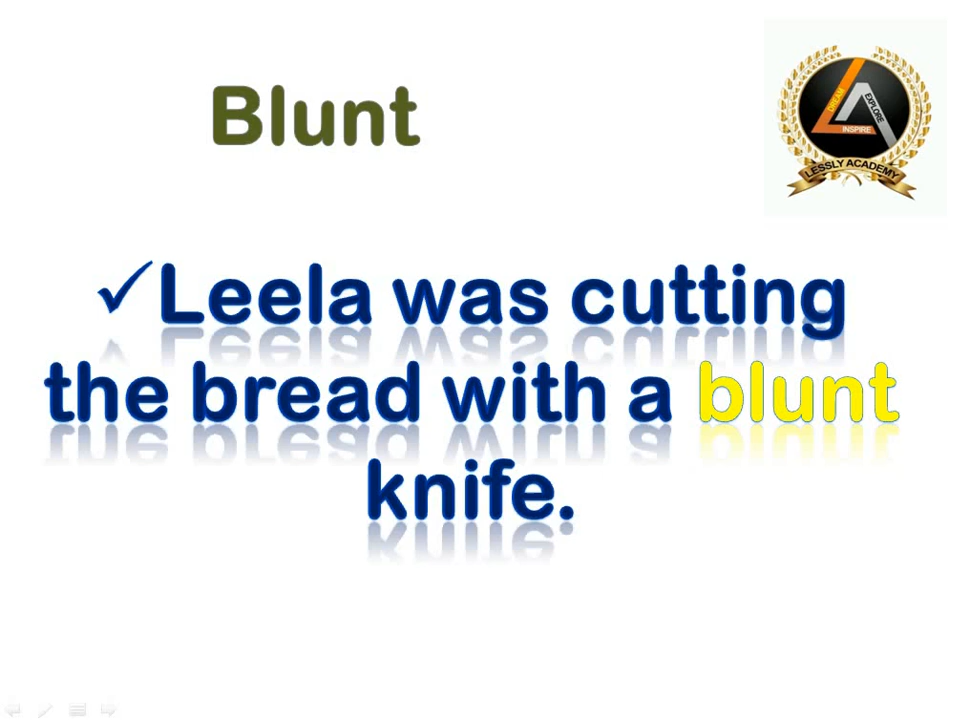 Blunt
DREAM
EXPLORE
INSPIRE
LESSLY ACADEMY
✓Leela was cutting
the bread with a blunt
knife.